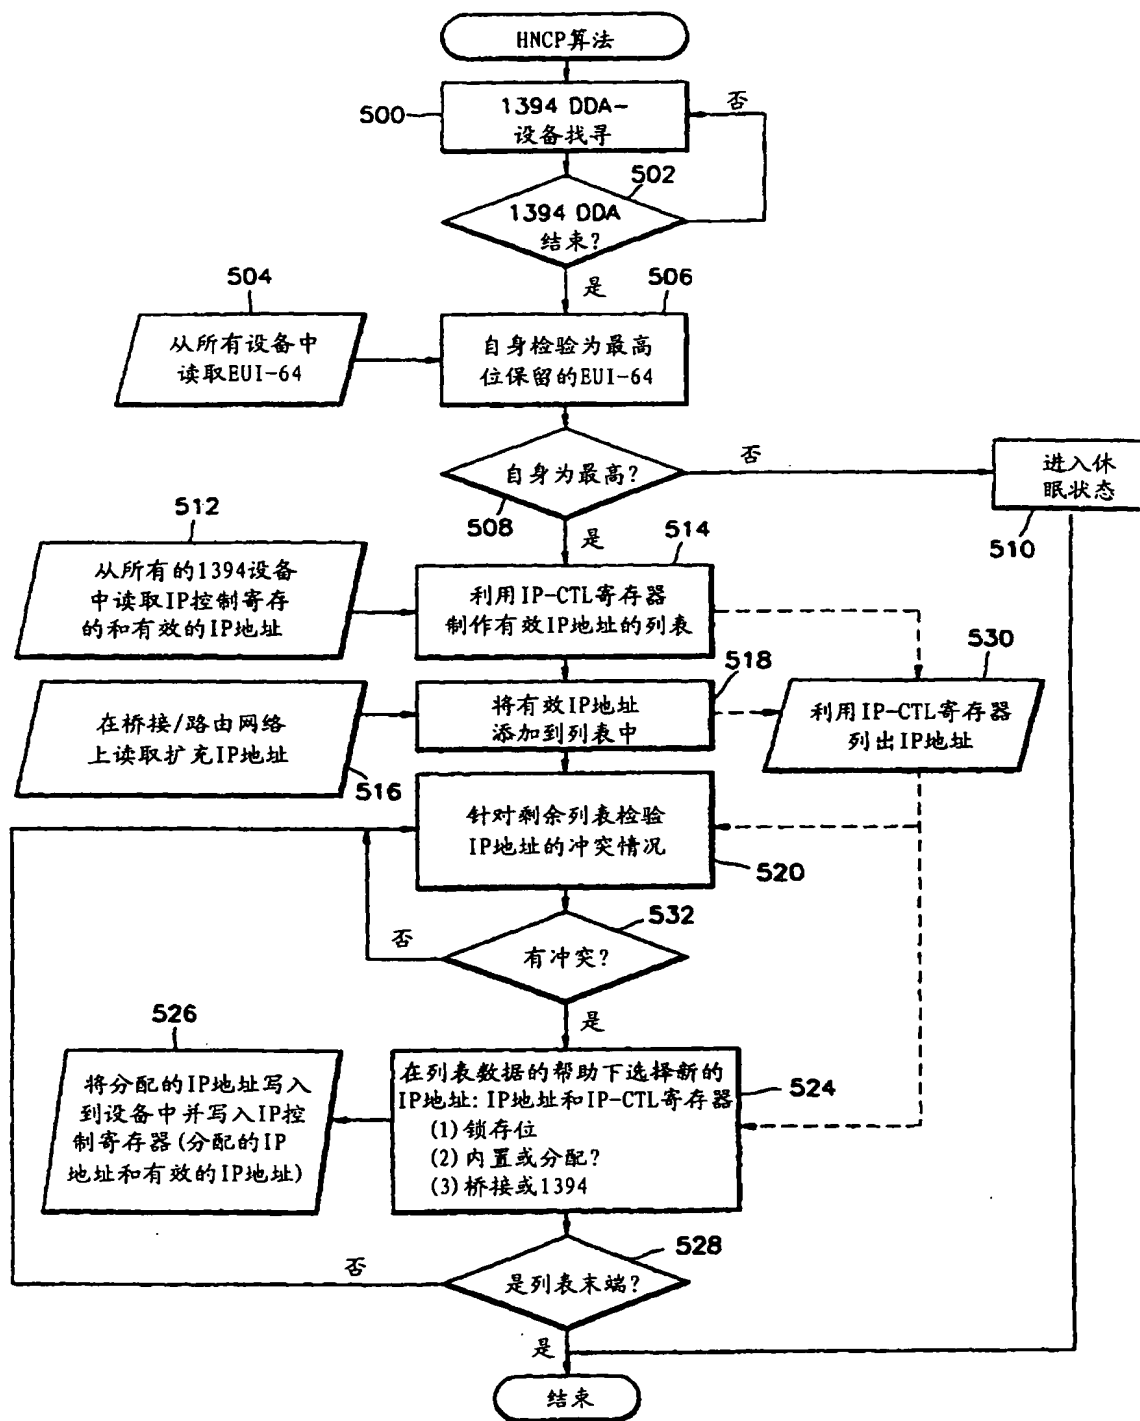 HNCP算法
500
1394 DDA-
设备找寻
否
502
1394 DDA
结束?
是
504
从所有设备中
读取EUI-64
506
自身检验为最高
位保留的EUI-64
自身为最高?
508
否
进入休
眠状态
510
是
512
从所有的1394设备
中读取IP控制寄存
的和有效的IP地址
514
利用IP-CTL寄存器
制作有效IP地址的列表
在桥接/路由网络
上读取扩充IP地址
516
518
将有效IP地址
添加到列表中
530
利用IP-CTL寄存器
列出IP地址
针对剩余列表检验
IP地址的冲突情况
520
532
有冲突?
否
是
526
将分配的IP地址写入
到设备中并写入IP控
制寄存器(分配的IP
地址和有效的IP地址)
在列表数据的帮助下选择新的
IP地址:IP地址和IP-CTL寄存器
(1)锁存位
(2)内置或分配?
(3)桥接或1394
524
528
是列表末端?
否
是
结束